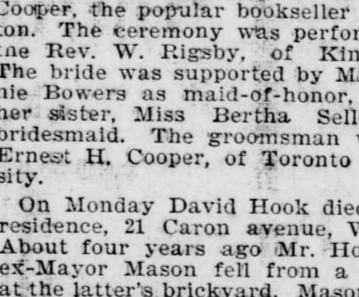 Cooper, the popular bookseller
ton. The ceremony was perfor
the Rev. W. Rigsby, of Kin
The bride was supported by M
nie Bowers as maid-of-honor,
her sister, Miss Bertha Sell
bridesmaid. The groomsman
Ernest H. Cooper, of Toronto
sity.
On Monday David Hook died
residence, 21 Caron avenue, W
About four years ago Mr. Ho
ex-Mayor Mason fell from a
at the latter's brickyard. Mason